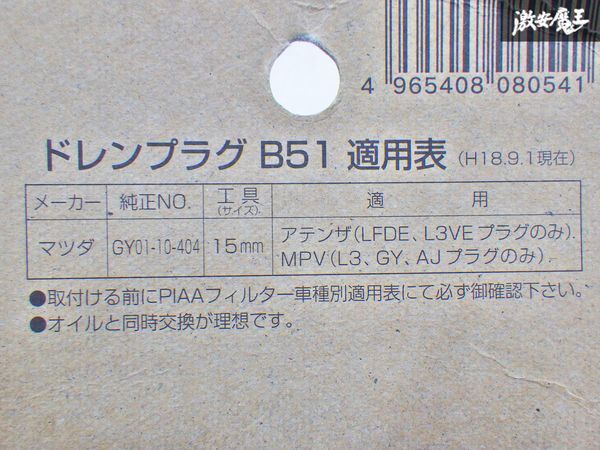 激安魔王
4 965408 080541
ドレンプラグ B51 適用表 (H18.9.1現在)
メーカー 純正NO. 工具(サイズ) 適 用
マツダ GY01-10-404 15mm アテンザ(LFDE、L3VEプラグのみ).
MPV(L3、GY、AJプラグのみ).
●取付ける前にPIAAフィルター車種別適用表にて必ず御確認下さい。
●オイルと同時交換が理想です。